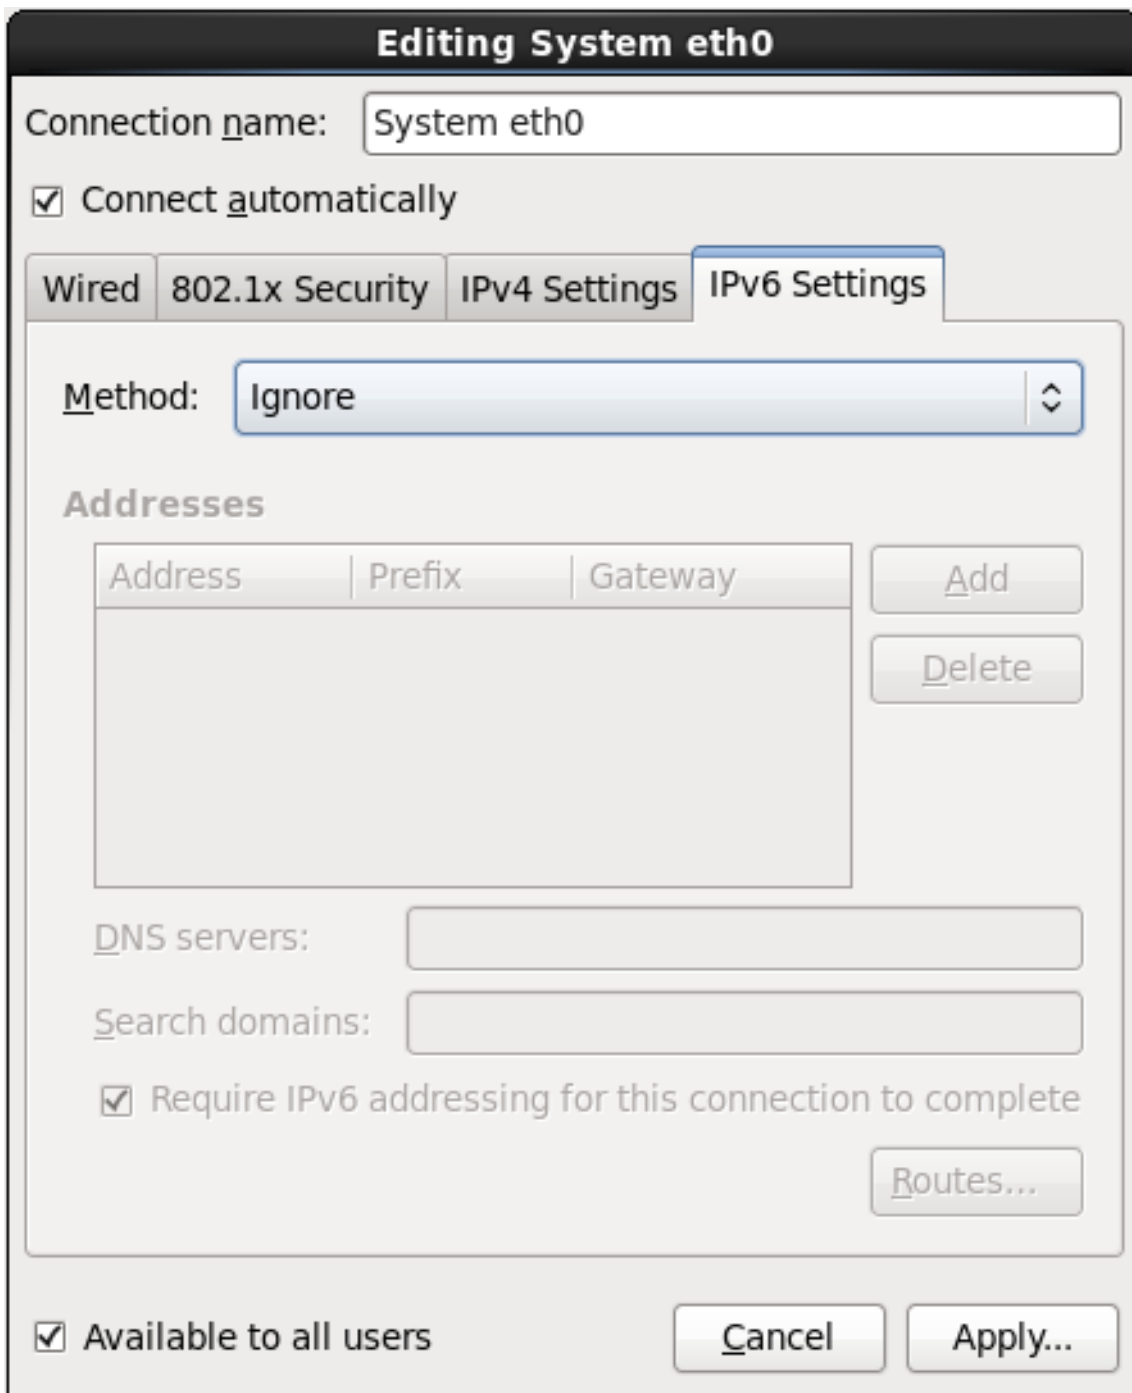 Editing System eth0
Connection name: System eth0
Connect automatically
Wired 802.1x Security IPv4 Settings IPv6 Settings
Method: Ignore
Addresses
Address Prefix Gateway Add
Delete
DNS servers:
Search domains:
Require IPv6 addressing for this connection to complete
Routes...
Available to all users Cancel Apply...